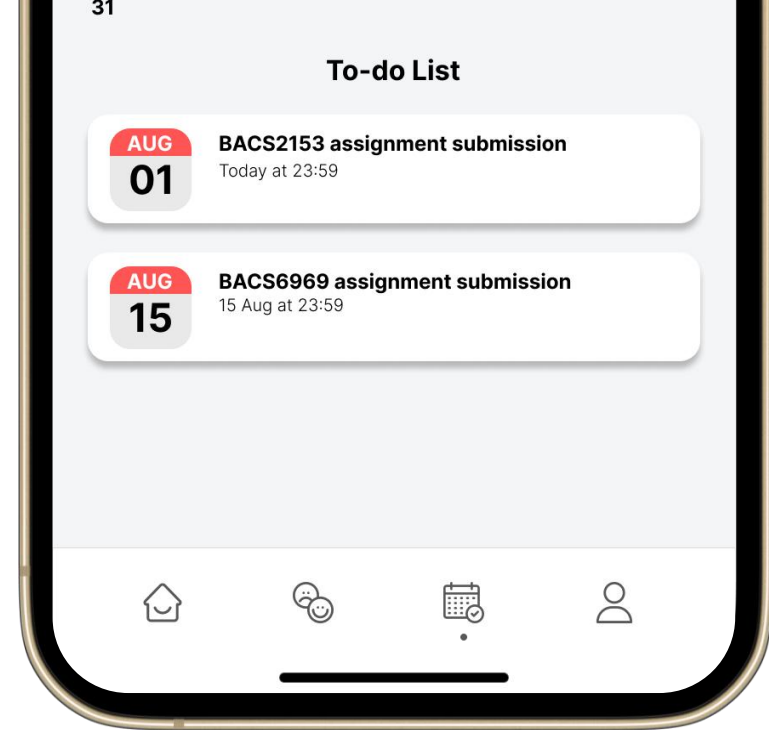 31
To-do List
AUG
01
BACS2153 assignment submission
Today at 23:59
AUG
15
BACS6969 assignment submission
15 Aug at 23:59